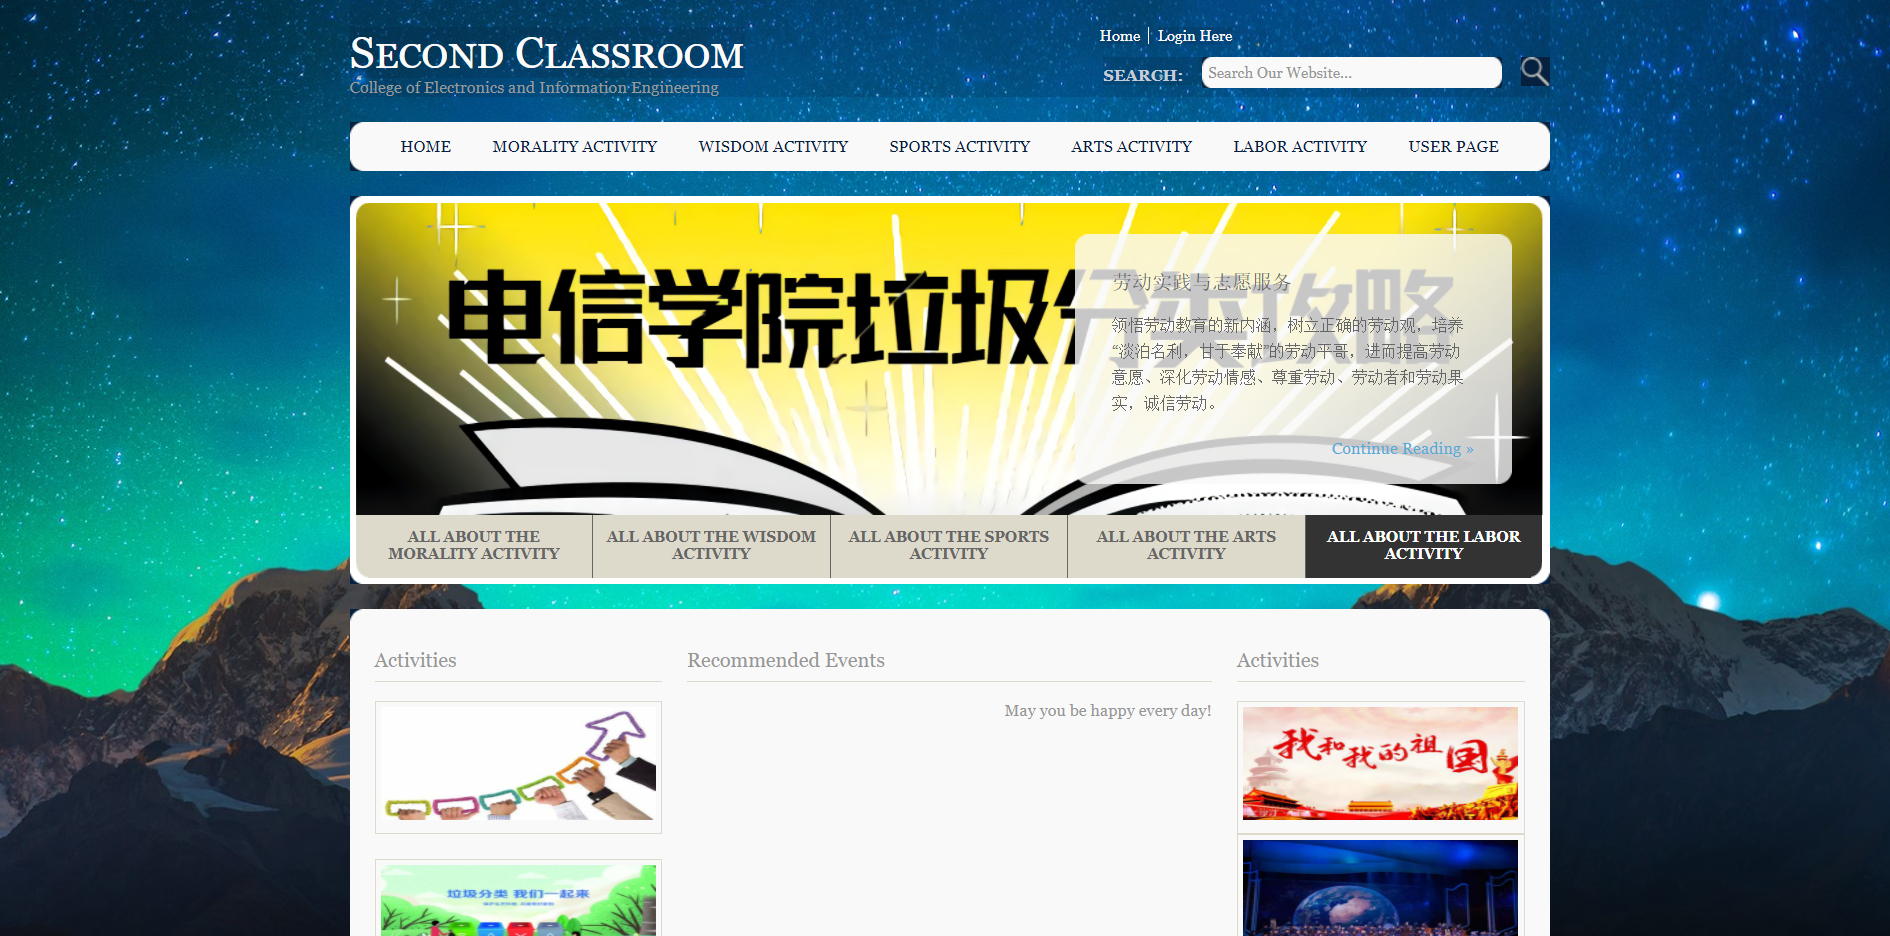 SECOND CLASSROOM
College of Electronics and Information Engineering
Home
Login Here
SEARCH:
Search Our Website...
HOME
MORALITY ACTIVITY
WISDOM ACTIVITY
SPORTS ACTIVITY
ARTS ACTIVITY
LABOR ACTIVITY
USER PAGE
电信学院垃圾分类攻略
劳动实践与志愿服务
领悟劳动教育的新内涵，树立正确的劳动观，培养
“淡泊名利，甘于奉献”的劳动平哥，进而提高劳动
意愿、深化劳动情感、尊重劳动、劳动者和劳动果
实，诚信劳动。
Continue Reading »
ALL ABOUT THE
MORALITY ACTIVITY
ALL ABOUT THE WISDOM
ACTIVITY
ALL ABOUT THE SPORTS
ACTIVITY
ALL ABOUT THE ARTS
ACTIVITY
ALL ABOUT THE LABOR
ACTIVITY
Activities
Recommended Events
May you be happy every day!
Activities
我和我的祖国
垃圾分类 我们一起来